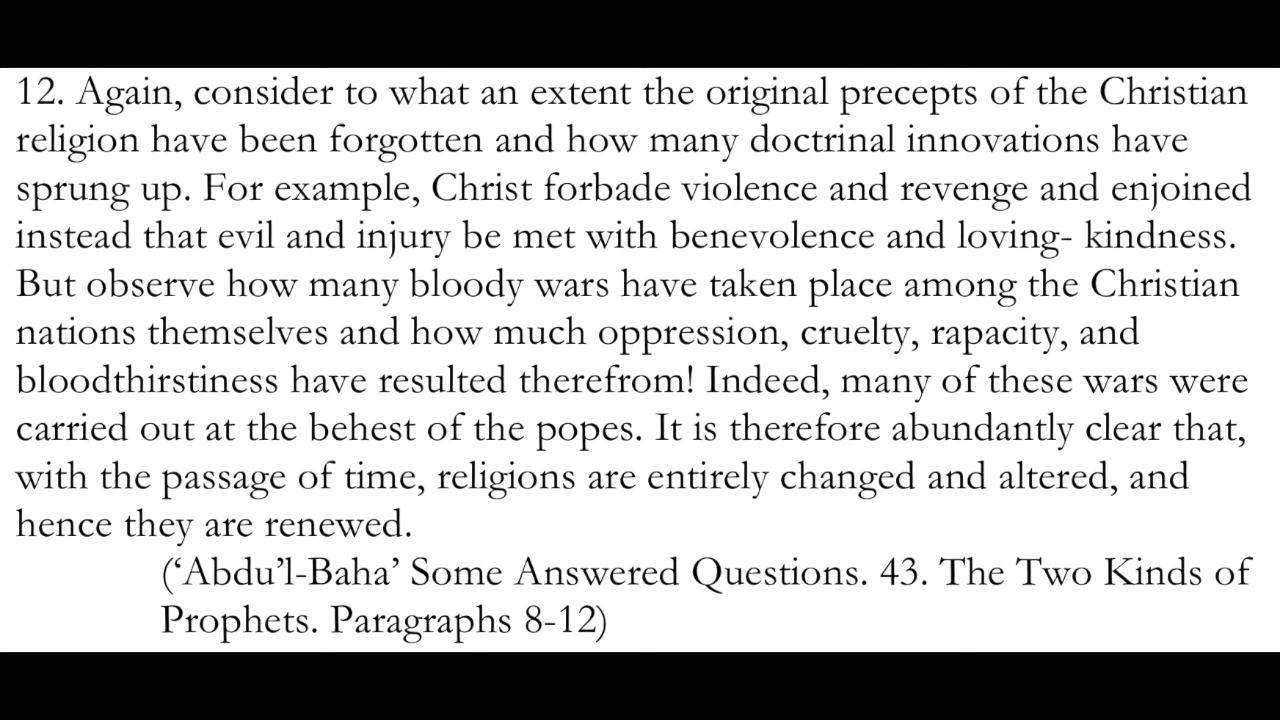 12. Again, consider to what an extent the original precepts of the Christian
religion have been forgotten and how many doctrinal innovations have
sprung up. For example, Christ forbade violence and revenge and enjoined
instead that evil and injury be met with benevolence and loving- kindness.
But observe how many bloody wars have taken place among the Christian
nations themselves and how much oppression, cruelty, rapacity, and
bloodthirstiness have resulted therefrom! Indeed, many of these wars were
carried out at the behest of the popes. It is therefore abundantly clear that,
with the passage of time, religions are entirely changed and altered, and
hence they are renewed.
(‘Abdu’l-Baha’ Some Answered Questions. 43. The Two Kinds of
Prophets. Paragraphs 8-12)